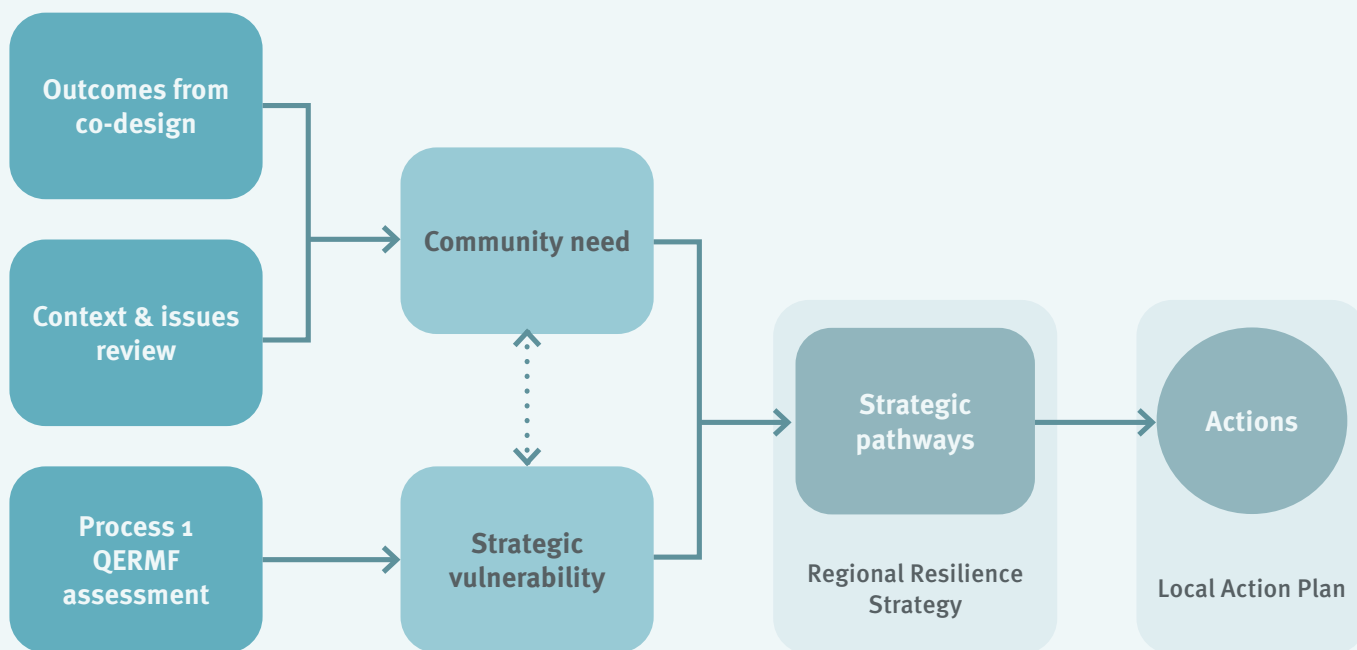 Outcomes from
co-design
Context & issues
review
Process 1
QERMF
assessment
Community need
Strategic
vulnerability
Strategic
pathways
Regional Resilience
Strategy
Actions
Local Action Plan